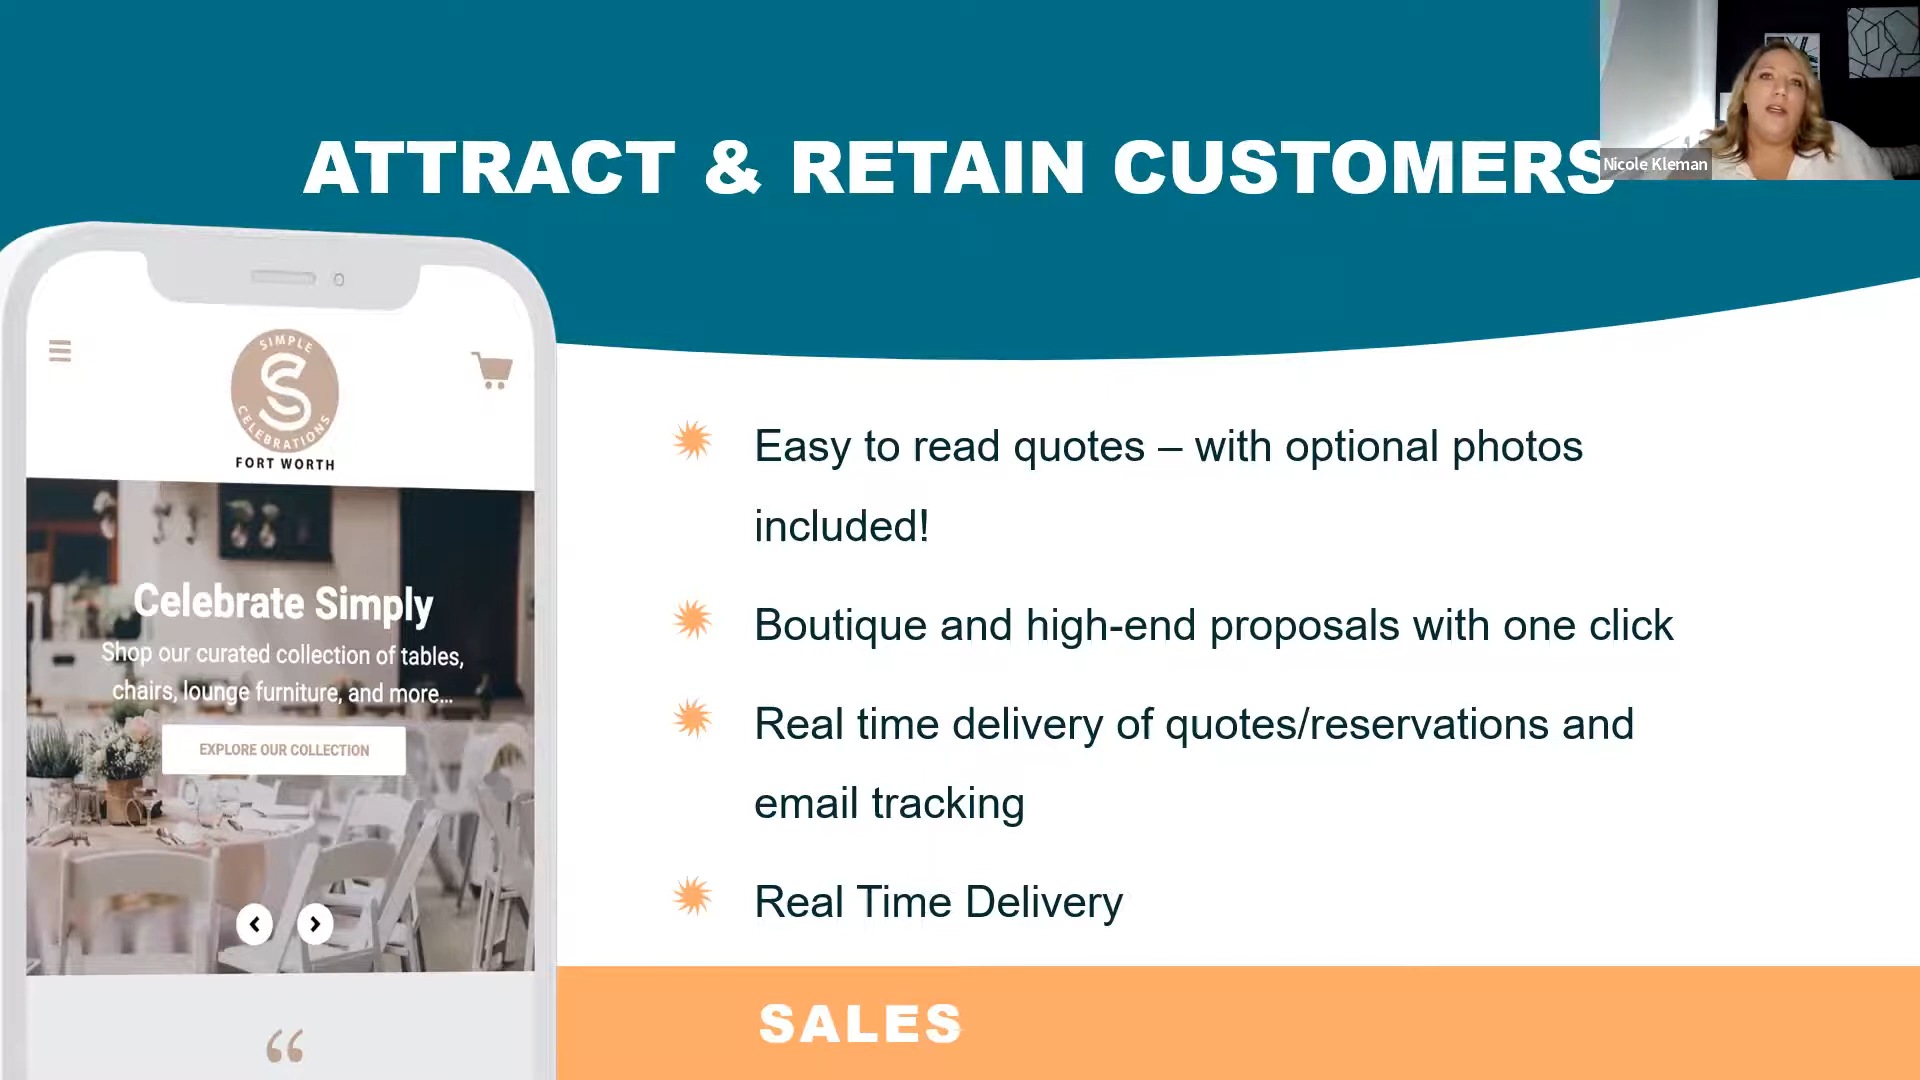 ATTRACT & RETAIN CUSTOMERS
Nicole Kleman
SIMPLE
S
CELEBRATIONS
FORT WORTH
Celebrate Simply
Shop our curated collection of tables,
chairs, lounge furniture, and more...
EXPLORE OUR COLLECTION
“
Easy to read quotes – with optional photos
included!
Boutique and high-end proposals with one click
Real time delivery of quotes/reservations and
email tracking
Real Time Delivery
SALES